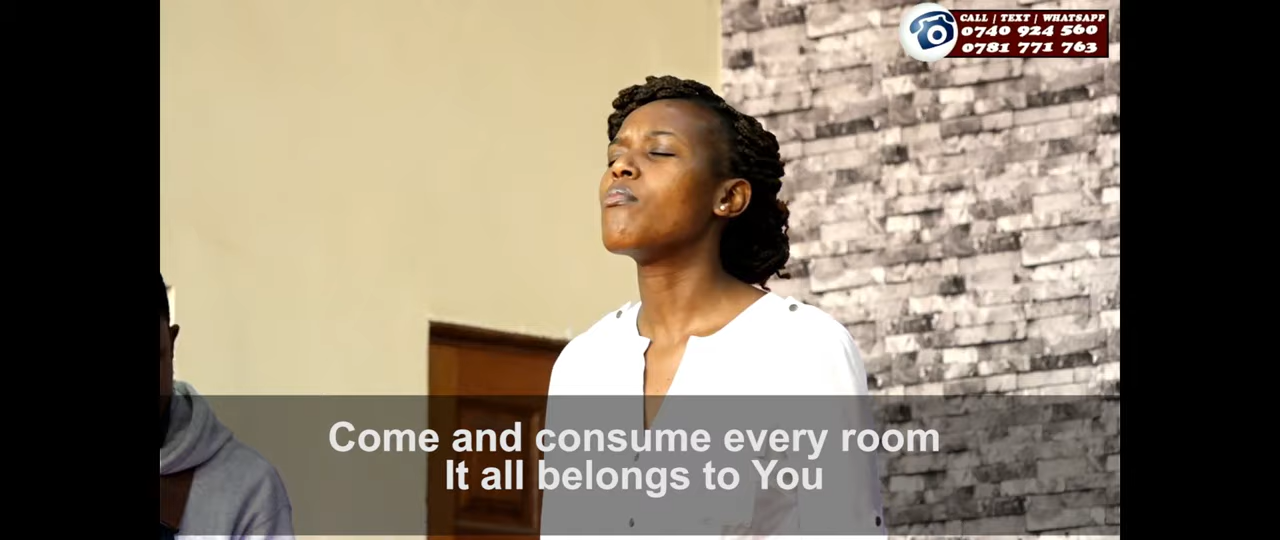 CALL | TEXT | WHATSAPP
0740 924 560
0781 771 763
Come and consume every room
It all belongs to You